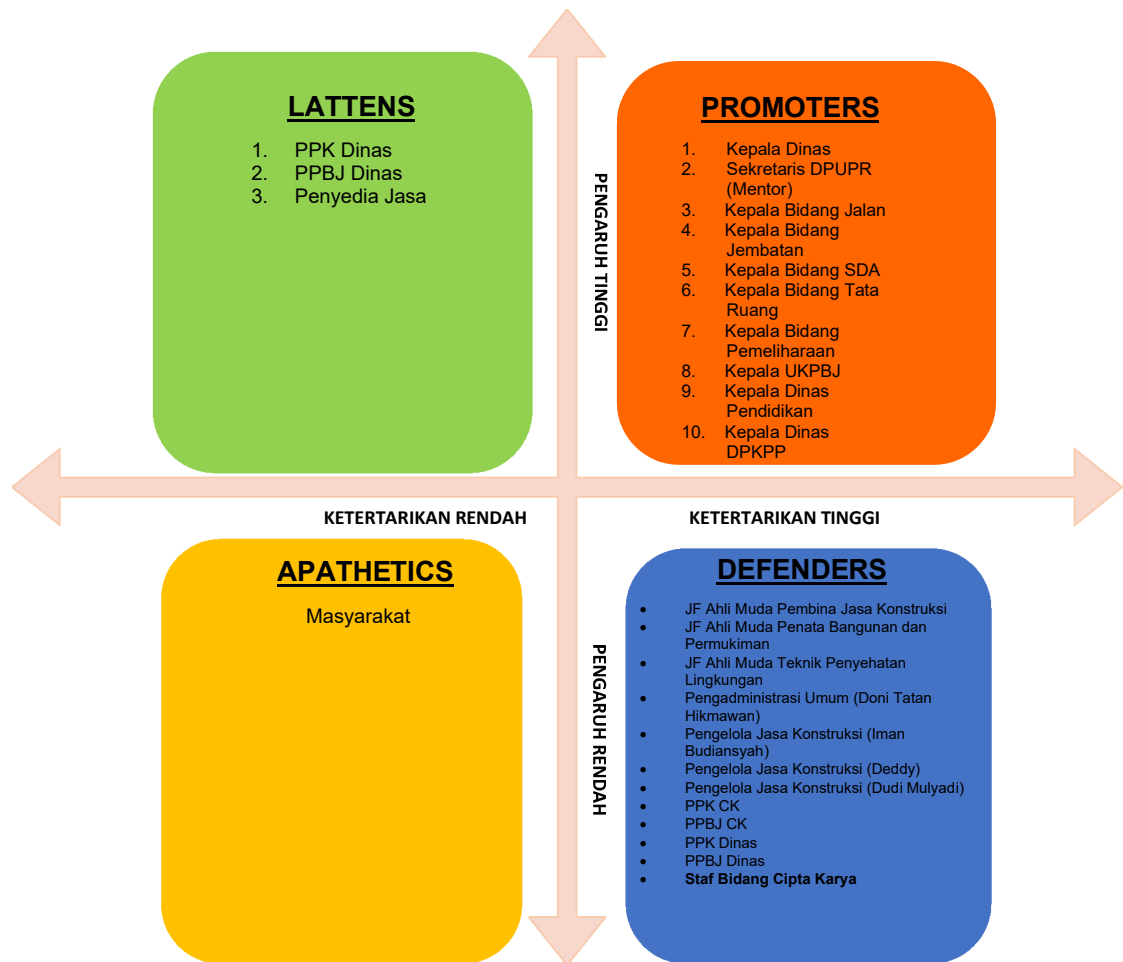 LATTENS
1. PPK Dinas
2. PPBJ Dinas
3. Penyedia Jasa
PENGARUH TINGGI
PROMOTERS
1. Kepala Dinas
2. Sekretaris DPUPR
(Mentor)
3. Kepala Bidang Jalan
4. Kepala Bidang
Jembatan
5. Kepala Bidang SDA
6. Kepala Bidang Tata
Ruang
7. Kepala Bidang
Pemeliharaan
8. Kepala UKPBJ
9. Kepala Dinas
Pendidikan
10. Kepala Dinas
DPKPP
KETERTARIKAN RENDAH
KETERTARIKAN TINGGI
APATHETICS
Masyarakat
PENGARUH RENDAH
DEFENDERS
• JF Ahli Muda Pembina Jasa Konstruksi
• JF Ahli Muda Penata Bangunan dan
Permukiman
• JF Ahli Muda Teknik Penyehatan
Lingkungan
• Pengadministrasi Umum (Doni Tatan
Hikmawan)
• Pengelola Jasa Konstruksi (Iman
Budiansyah)
• Pengelola Jasa Konstruksi (Deddy)
• Pengelola Jasa Konstruksi (Dudi Mulyadi)
• PPK CK
• PPBJ CK
• PPK Dinas
• PPBJ Dinas
• Staf Bidang Cipta Karya